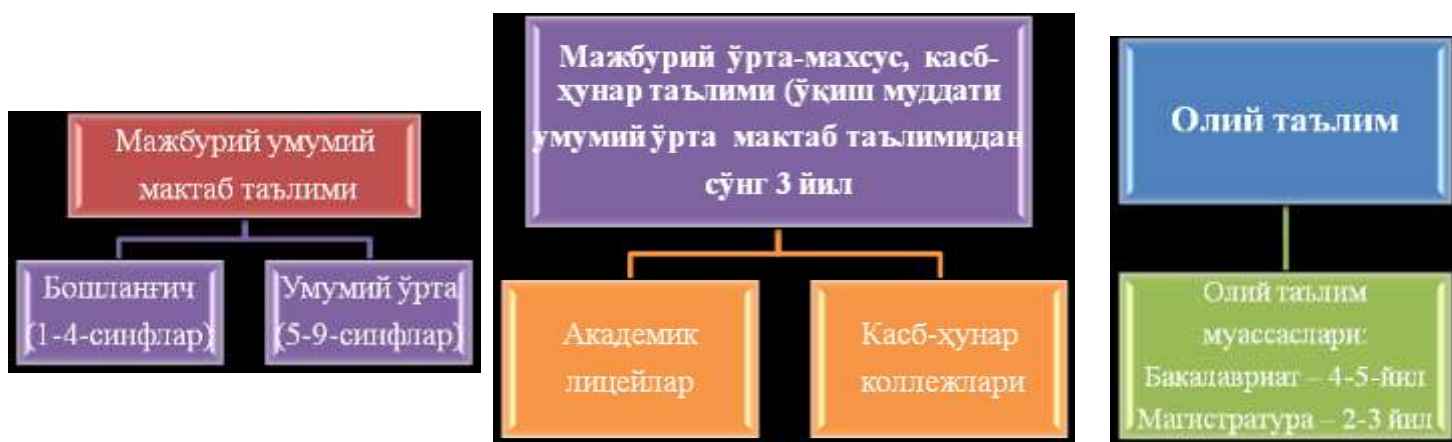 Мажбурий умумий
мактаб таълими
Бошланғич
(1-4-синфлар)
Умумий ўрта
(5-9-синфлар)
Мажбурий ўрта-махсус, касб-
ҳунар таълими (ўқиш муддати
умумий ўрта мактаб таълимидан
сўнг 3 йил
Академик
лицейлар
Касб-ҳунар
коллежлари
Олий таълим
Олий таълим
муассаслари:
Бакалавриат – 4-5-йил
Магистратура – 2-3 йил